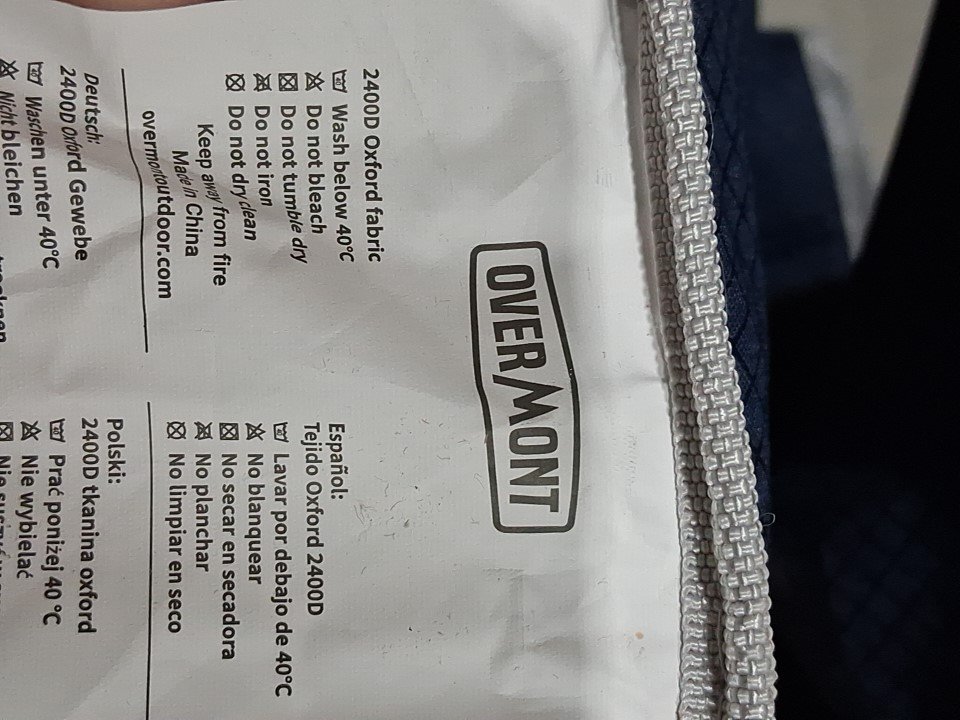 OVERMONT
2400D Oxford fabric
Wash below 40°C
Do not bleach
Do not tumble dry
Do not iron
Do not dry clean
Keep away from fire
Made in China
overmontoutdoor.com
Español:
Tejido Oxford 2400D
Lavar por debajo de 40°C
No blanquear
No secar en secadora
No planchar
No limpiar en seco
Deutsch:
2400D Oxford Gewebe
Waschen unter 40°C
Nicht bleichen
Polski:
2400D tkanina oxford
Prać poniżej 40 °C
Nie wybielać
Nie